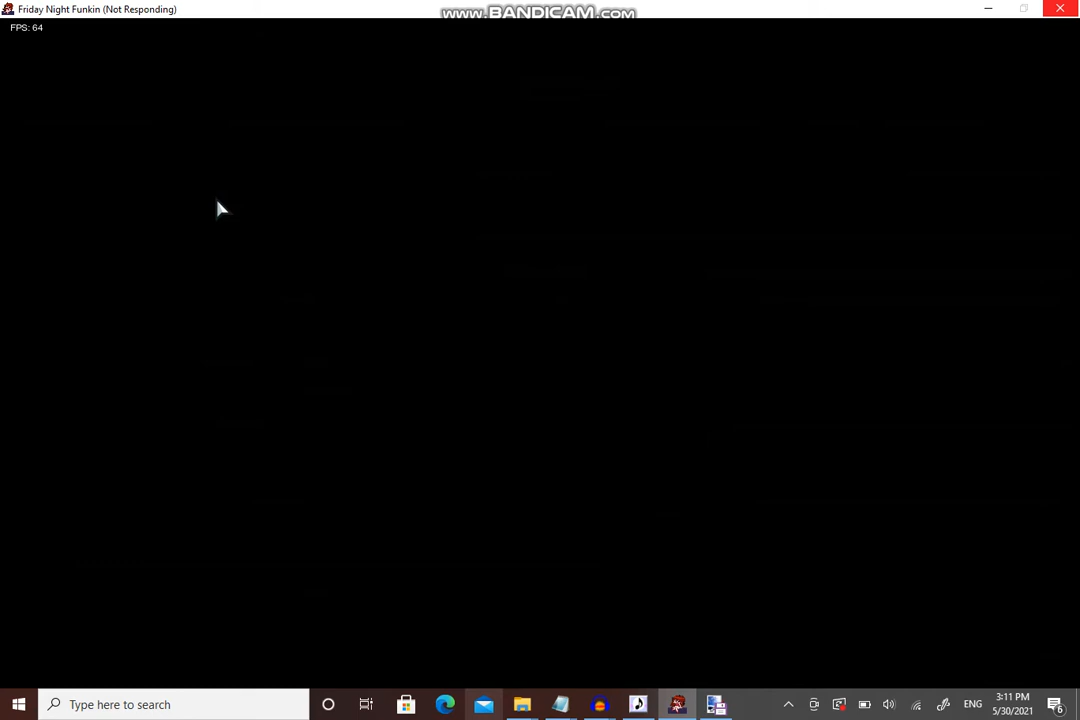 Friday Night Funkin (Not Responding)
www.BANDICAM.com
FPS: 64
Type here to search
ENG
3:11 PM
5/30/2021
6